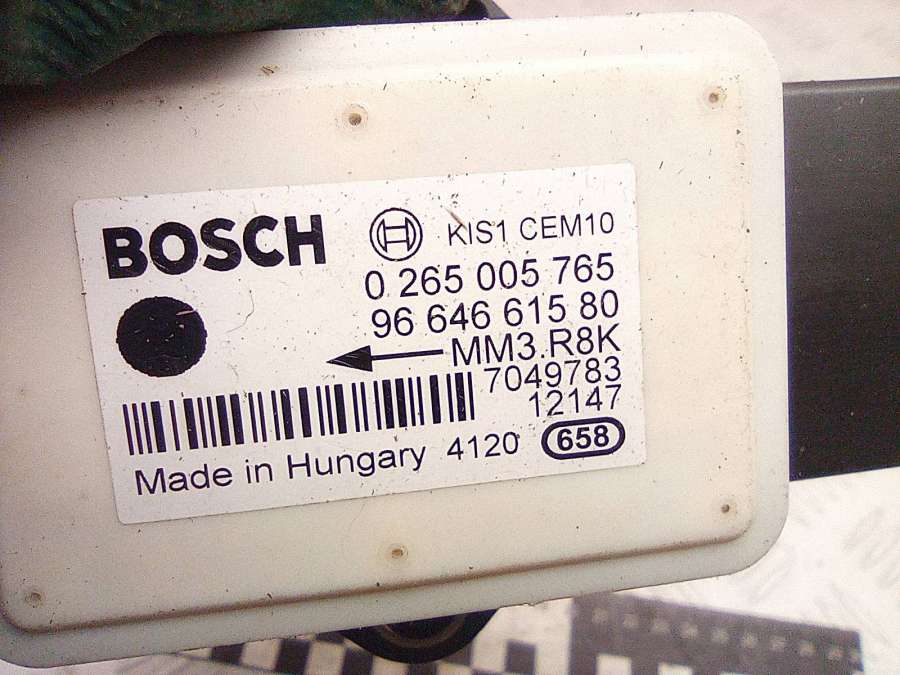 BOSCH KIS1 CEM10
0 265 005 765
96 646 615 80
MM3.R8K
7049783
12147
Made in Hungary 4120 658